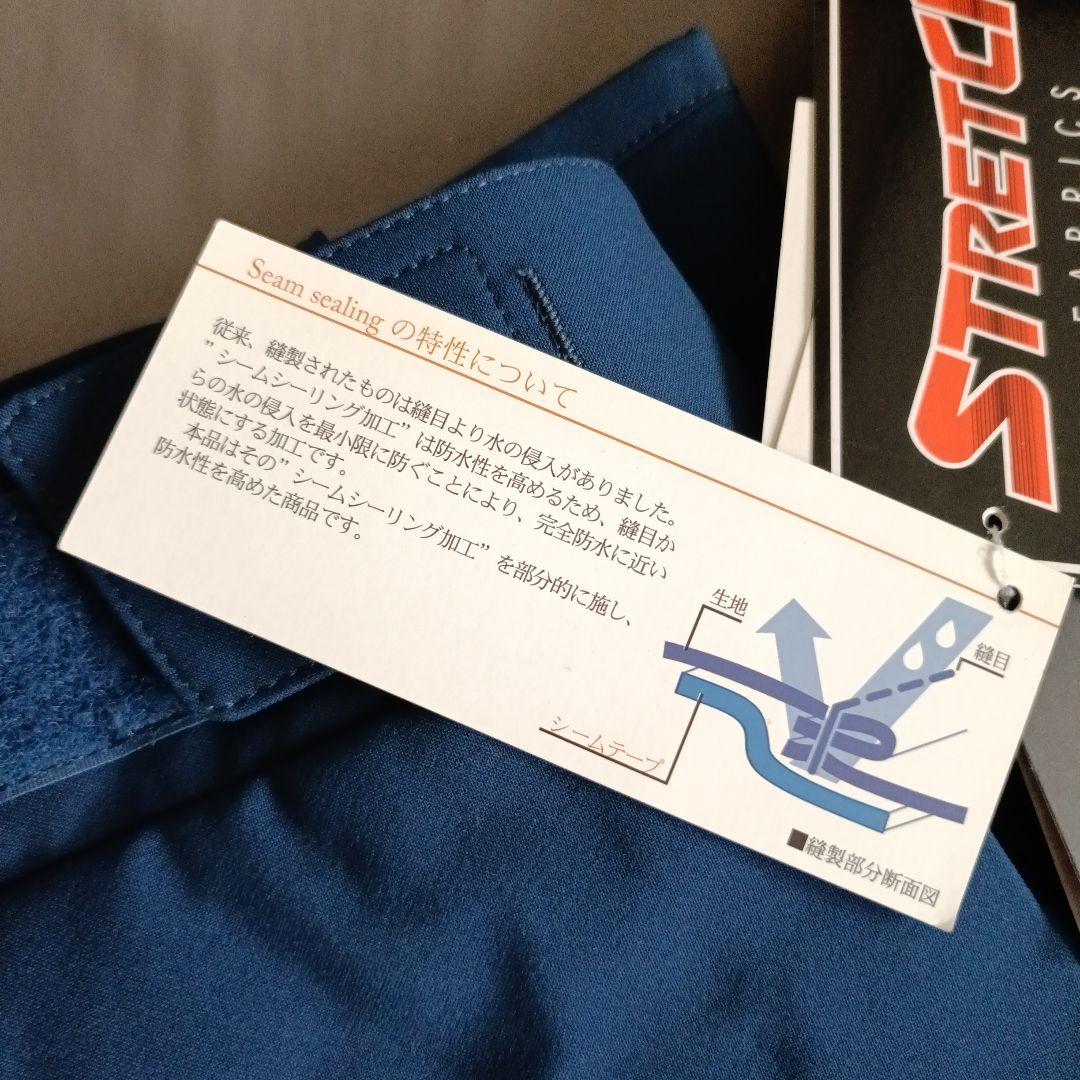 Seam sealing の特性について
従来、縫製されたものは縫目より水の侵入がありました。
”シームシーリング加工”は防水性を高めるため、縫目か
らの水の侵入を最小限に防ぐことにより、完全防水に近い
状態にする加工です。
本品はその”シームシーリング加工”を部分的に施し、
防水性を高めた商品です。
生地
縫目
シームテープ
■縫製部分断面図
STRETCH
FABRICS